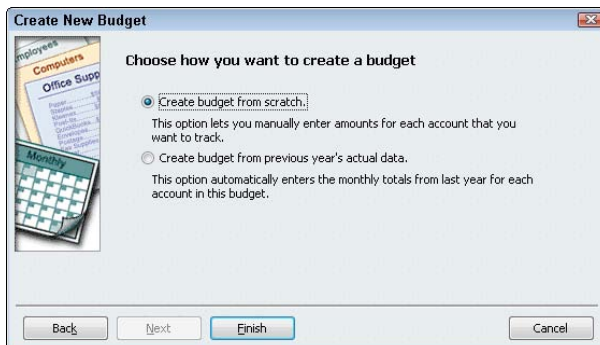 Create New Budget
Employees
Computers
Office Supp
Paper
Monthly
Choose how you want to create a budget
Create budget from scratch.
This option lets you manually enter amounts for each account that you
want to track.
Create budget from previous year's actual data.
This option automatically enters the monthly totals from last year for each
account in this budget.
Back
Next
Finish
Cancel